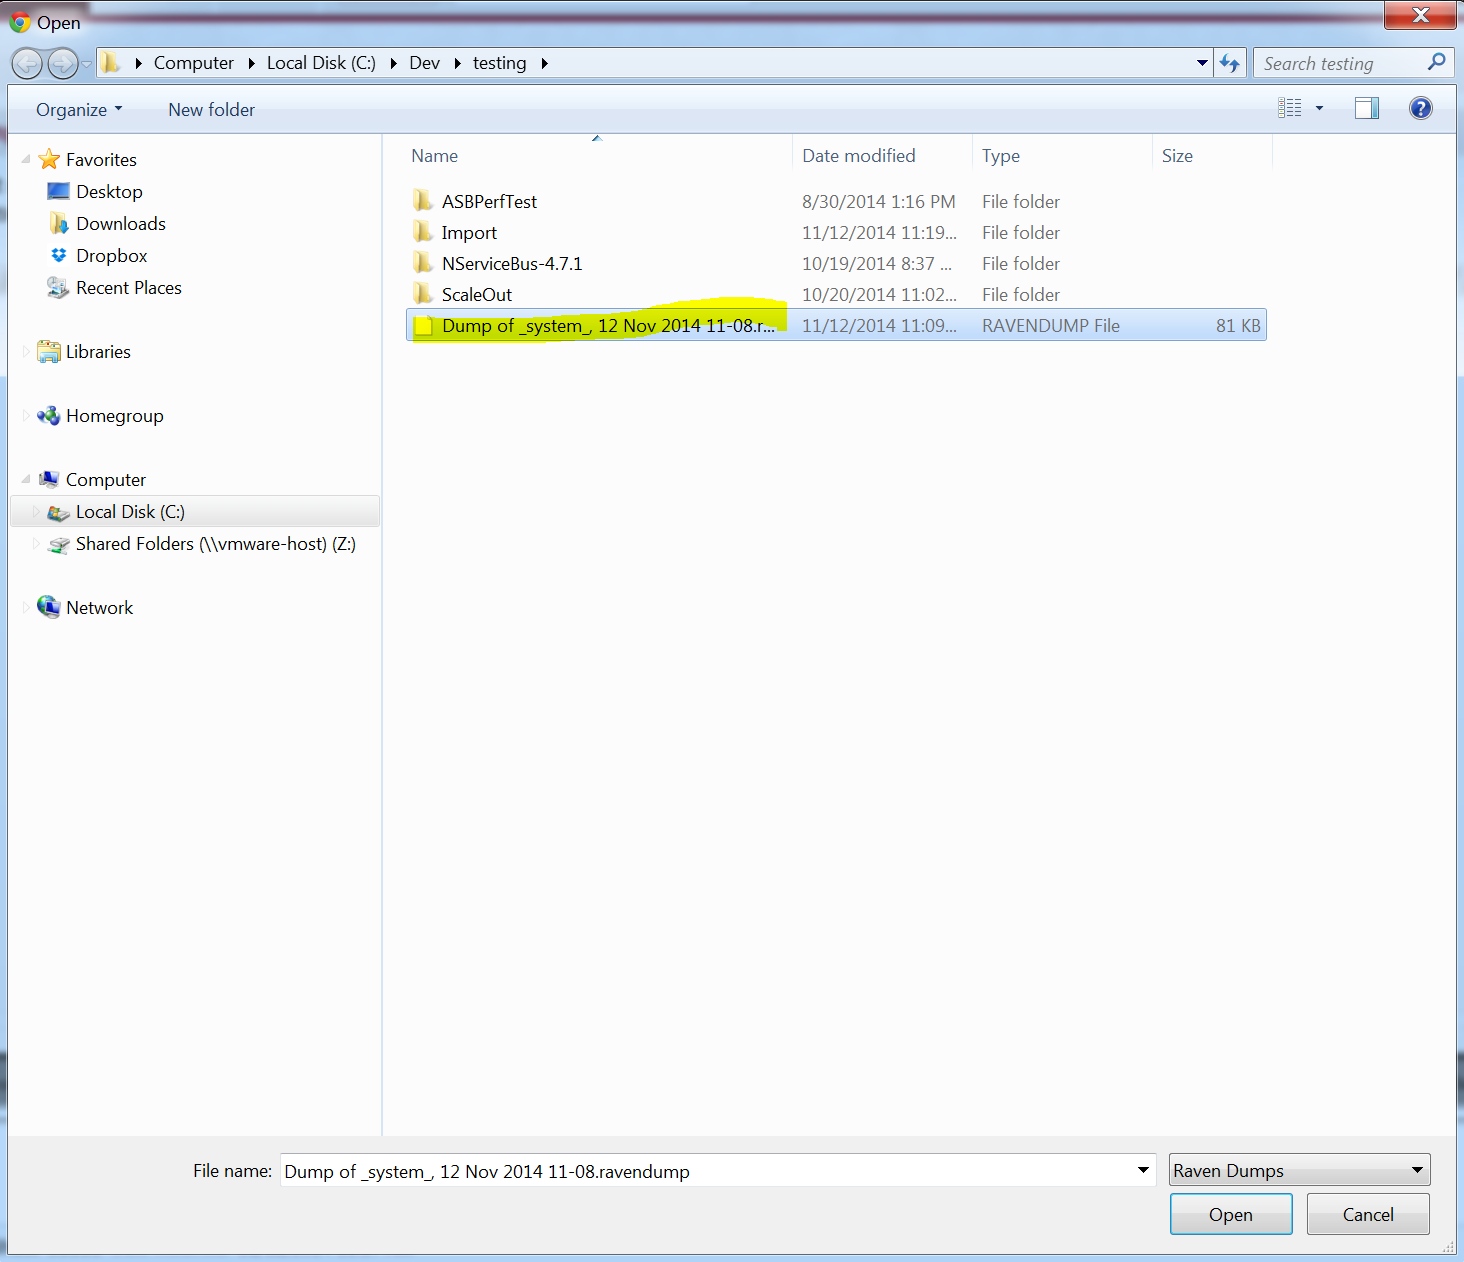 Open
Computer Local Disk (C:) Dev testing Search testing
Organize New folder
Favorites
Desktop
Downloads
Dropbox
Recent Places
Libraries
Homegroup
Computer
Local Disk (C:)
Shared Folders (\\vmware-host) (Z:)
Network
Name Date modified Type Size
ASBPerfTest 8/30/2014 1:16 PM File folder
Import 11/12/2014 11:19... File folder
NServiceBus-4.7.1 10/19/2014 8:37 ... File folder
ScaleOut 10/20/2014 11:02... File folder
Dump of _system_, 12 Nov 2014 11-08.r... 11/12/2014 11:09... RAVENDUMP File 81 KB
File name: Dump of _system_, 12 Nov 2014 11-08.ravendump Raven Dumps
Open Cancel